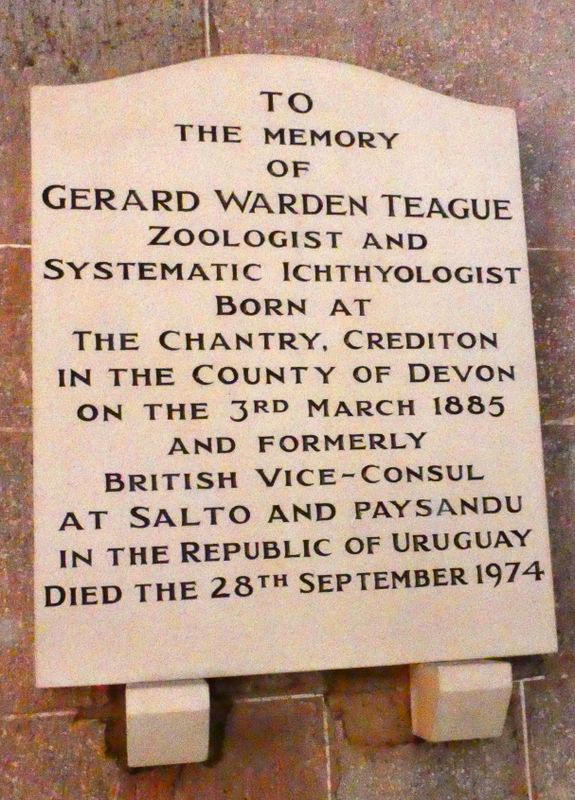 TO
THE MEMORY
OF
GERARD WARDEN TEAGUE
ZOOLOGIST AND
SYSTEMATIC ICHTHYOLOGIST
BORN AT
THE CHANTRY, CREDITON
IN THE COUNTY OF DEVON
ON THE 3RD MARCH 1885
AND FORMERLY
BRITISH VICE-CONSUL
AT SALTO AND PAYSANDU
IN THE REPUBLIC OF URUGUAY
DIED THE 28TH SEPTEMBER 1974